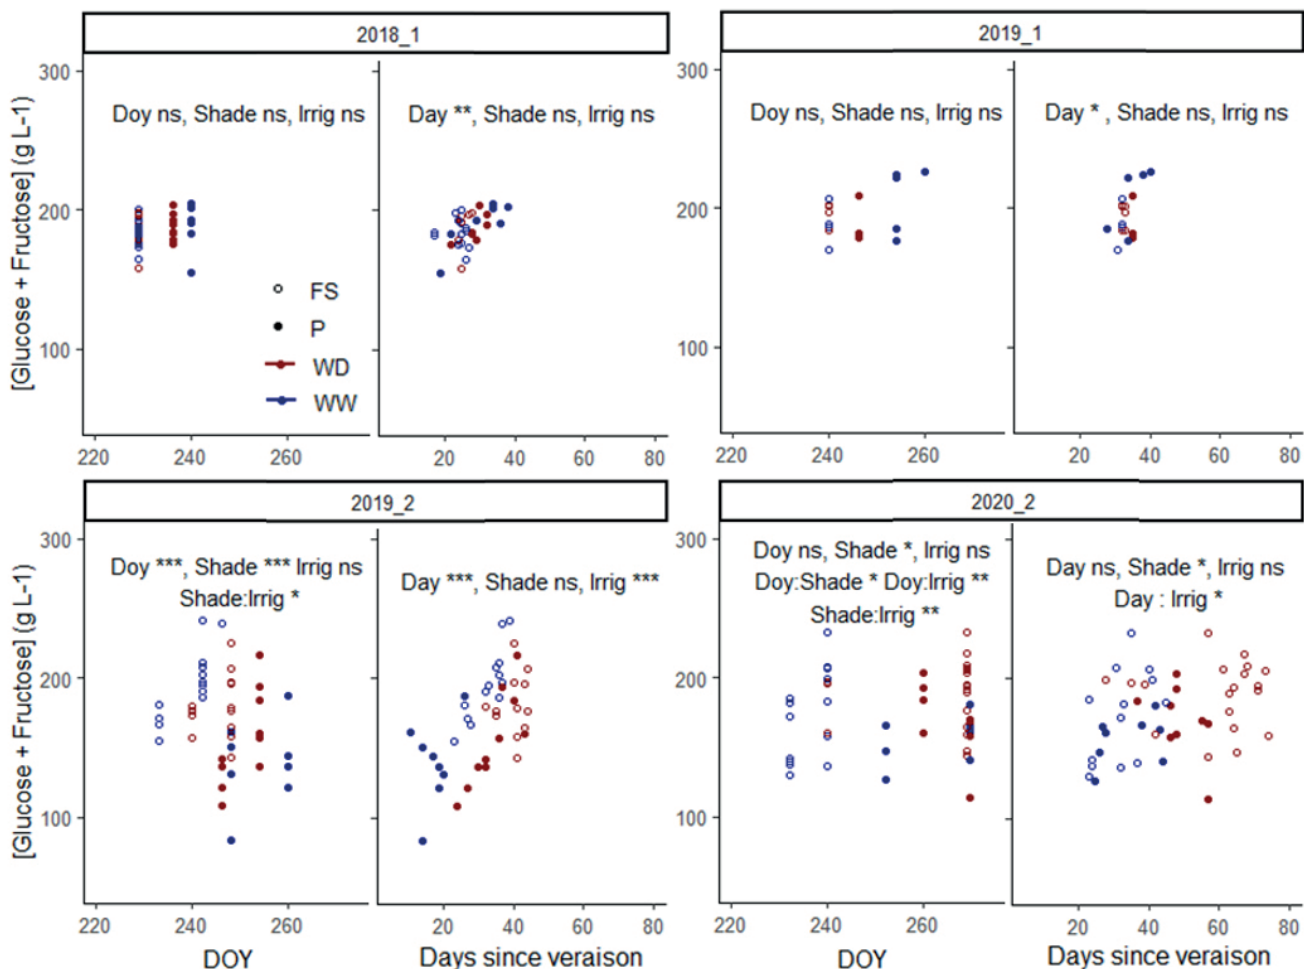 2018_1
2019_1
[Glucose + Fructose] (g L-1)
300
200
100
Doy ns, Shade ns, Irrig ns
Day **, Shade ns, Irrig ns
FS
P
WD
WW
220
240
260
20
40
60
80
300
200
100
Doy ns, Shade ns, Irrig ns
Day * , Shade ns, Irrig ns
220
240
260
20
40
60
80
2019_2
2020_2
[Glucose + Fructose] (g L-1)
300
200
100
Doy ***, Shade *** Irrig ns
Shade:Irrig *
Day ***, Shade ns, Irrig ***
220
240
260
20
40
60
80
DOY
Days since veraison
300
200
100
Doy ns, Shade *, Irrig ns
Doy:Shade * Doy:Irrig **
Shade:Irrig **
Day ns, Shade *, Irrig ns
Day : Irrig *
220
240
260
20
40
60
80
DOY
Days since veraison